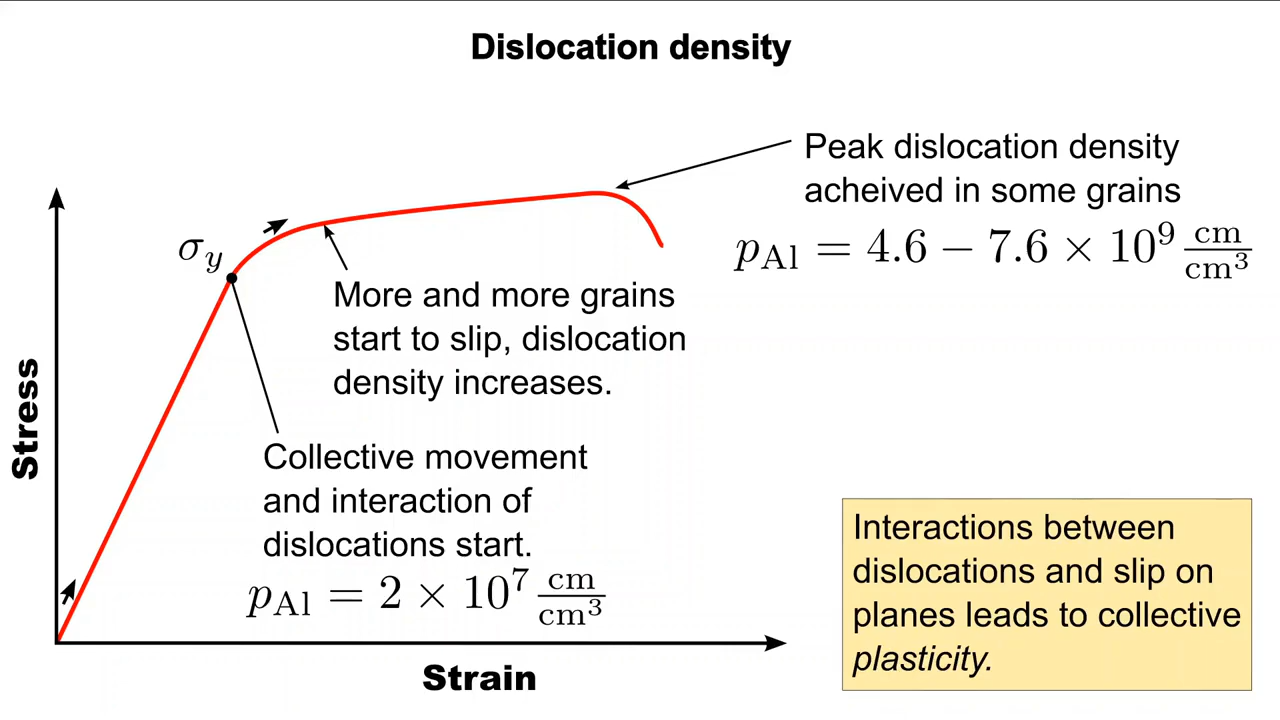 Dislocation density
Peak dislocation density
acheived in some grains
p_Al = 4.6 − 7.6 × 10^9 cm/cm^3
σ_y
More and more grains
start to slip, dislocation
density increases.
Collective movement
and interaction of
dislocations start.
p_Al = 2 × 10^7 cm/cm^3
Stress
Strain
Interactions between
dislocations and slip on
planes leads to collective
plasticity.